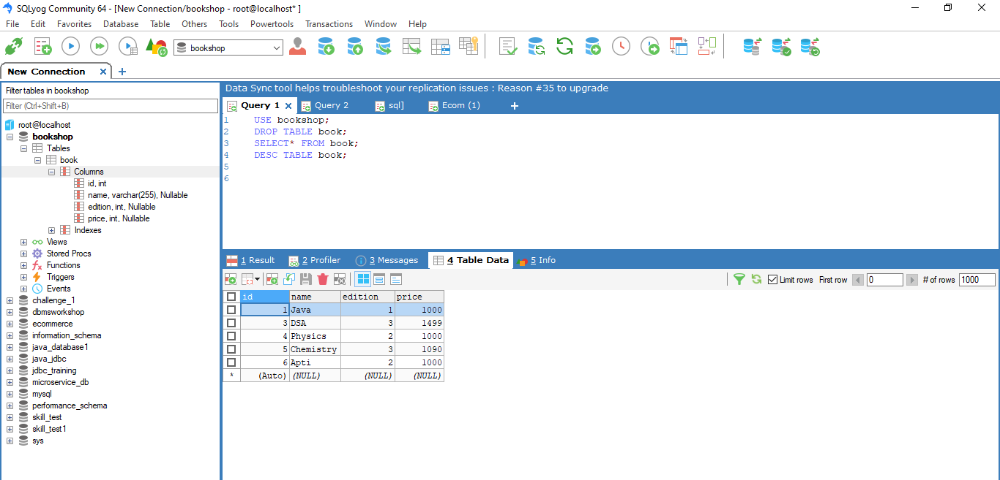 SQLyog Community 64 - [New Connection/bookshop - root@localhost* ]
File Edit Favorites Database Table Others Tools Powertools Transactions Window Help
bookshop
New Connection
Filter tables in bookshop
Filter (Ctrl+Shift+B)
root@localhost
bookshop
Tables
book
Columns
id, int
name, varchar(255), Nullable
edition, int, Nullable
price, int, Nullable
Indexes
Views
Stored Procs
Functions
Triggers
Events
challenge_1
dbmsworkshop
ecommerce
information_schema
java_database1
java_jdbc
jdbc_training
microservice_db
mysql
performance_schema
skill_test
skill_test1
sys
Data Sync tool helps troubleshoot your replication issues : Reason #35 to upgrade
Query 1 Query 2 sql] Ecom (1)
1 USE bookshop;
2 DROP TABLE book;
3 SELECT* FROM book;
4 DESC TABLE book;
5
6
1 Result 2 Profiler 3 Messages 4 Table Data 5 Info
Limit rows First row 0 # of rows 1000
id name edition price
1 Java 1 1000
3 DSA 3 1499
4 Physics 2 1000
5 Chemistry 3 1090
6 Apti 2 1000
* (Auto) (NULL) (NULL) (NULL)